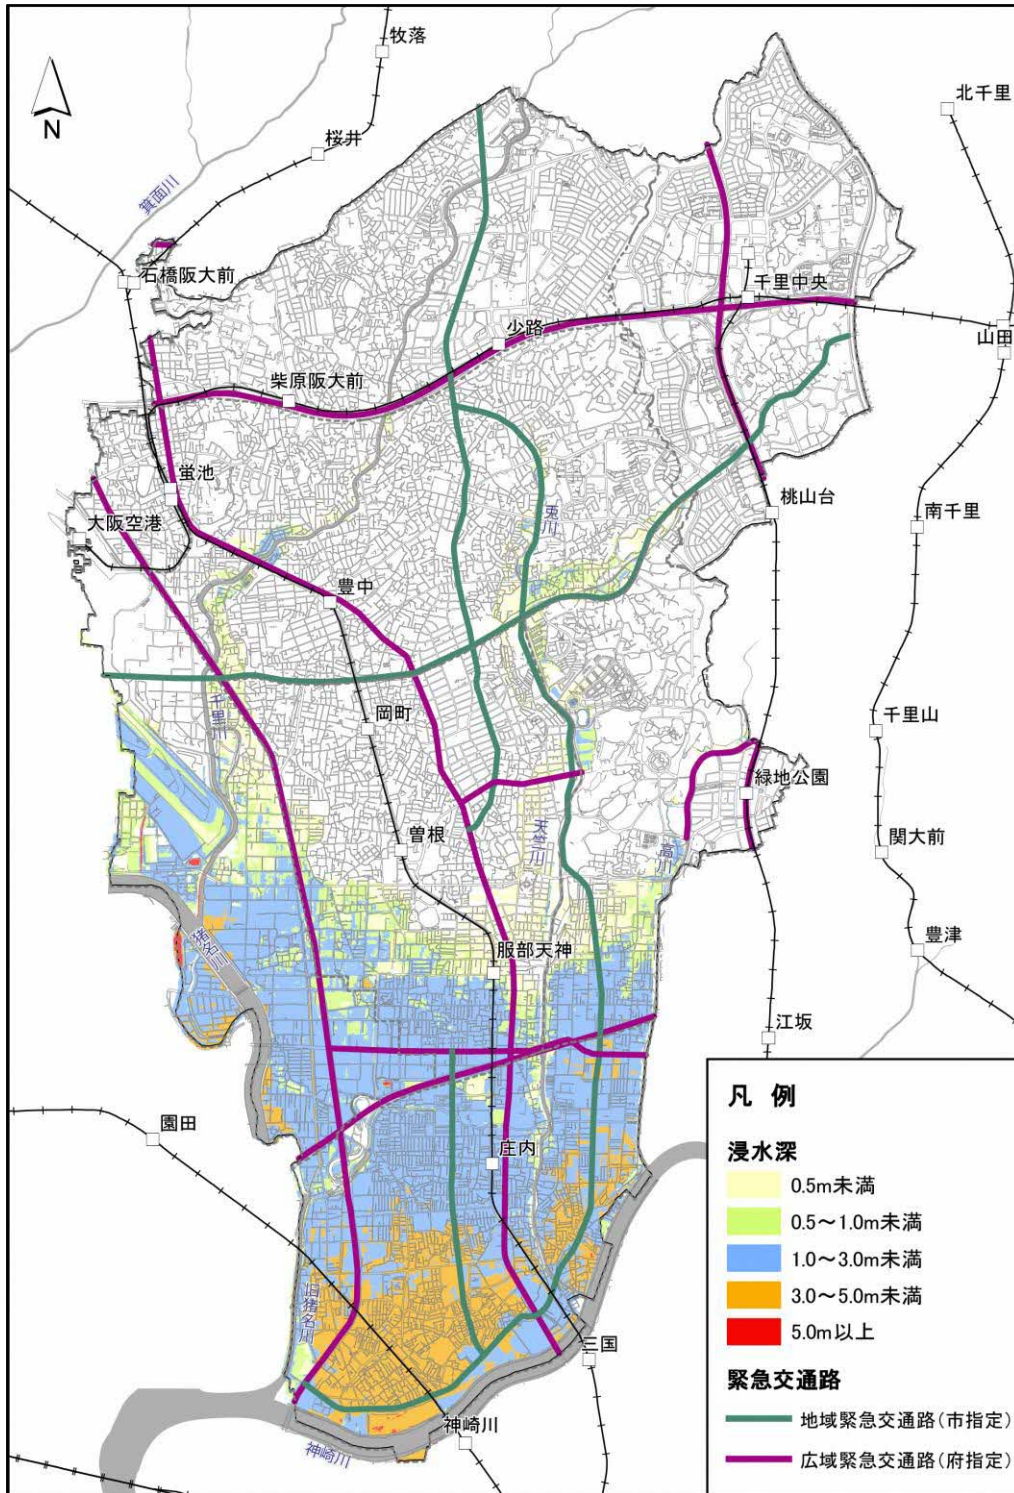 牧落
北千里
N
桜井
箕面川
石橋阪大前
千里中央
少路
山田
柴原阪大前
蛍池
桃山台
大阪空港
兎川
南千里
豊中
千里川
岡町
千里山
緑地公園
曽根
天竺川
高川
関大前
猪名川
服部天神
豊津
江坂
園田
庄内
旧猪名川
三国
神崎川
神崎川
凡 例
浸水深
0.5m未満
0.5～1.0m未満
1.0～3.0m未満
3.0～5.0m未満
5.0m以上
緊急交通路
地域緊急交通路(市指定)
広域緊急交通路(府指定)